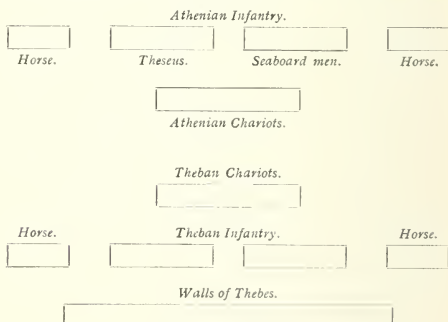 Athenian Infantry.
Horse. Theseus. Seaboard men. Horse.
Athenian Chariots.
Theban Chariots.
Horse. Theban Infantry. Horse.
Walls of Thebes.